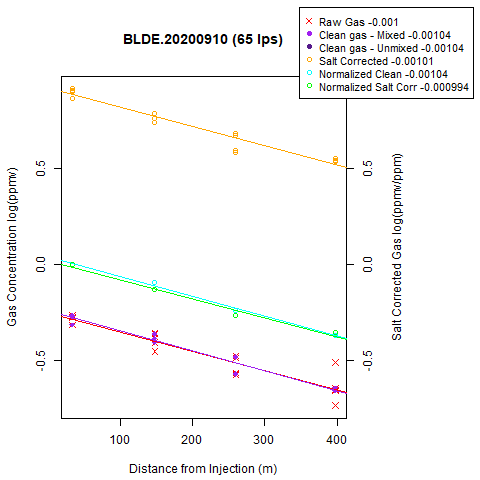 BLDE.20200910 (65 lps)
Raw Gas -0.001
Clean gas - Mixed -0.00104
Clean gas - Unmixed -0.00104
Salt Corrected -0.00101
Normalized Clean -0.00104
Normalized Salt Corr -0.000994
Gas Concentration log(ppmv)
0.5
0.0
-0.5
0.5
0.0
-0.5
Salt Corrected Gas log(ppmv/ppm)
100
200
300
400
Distance from Injection (m)